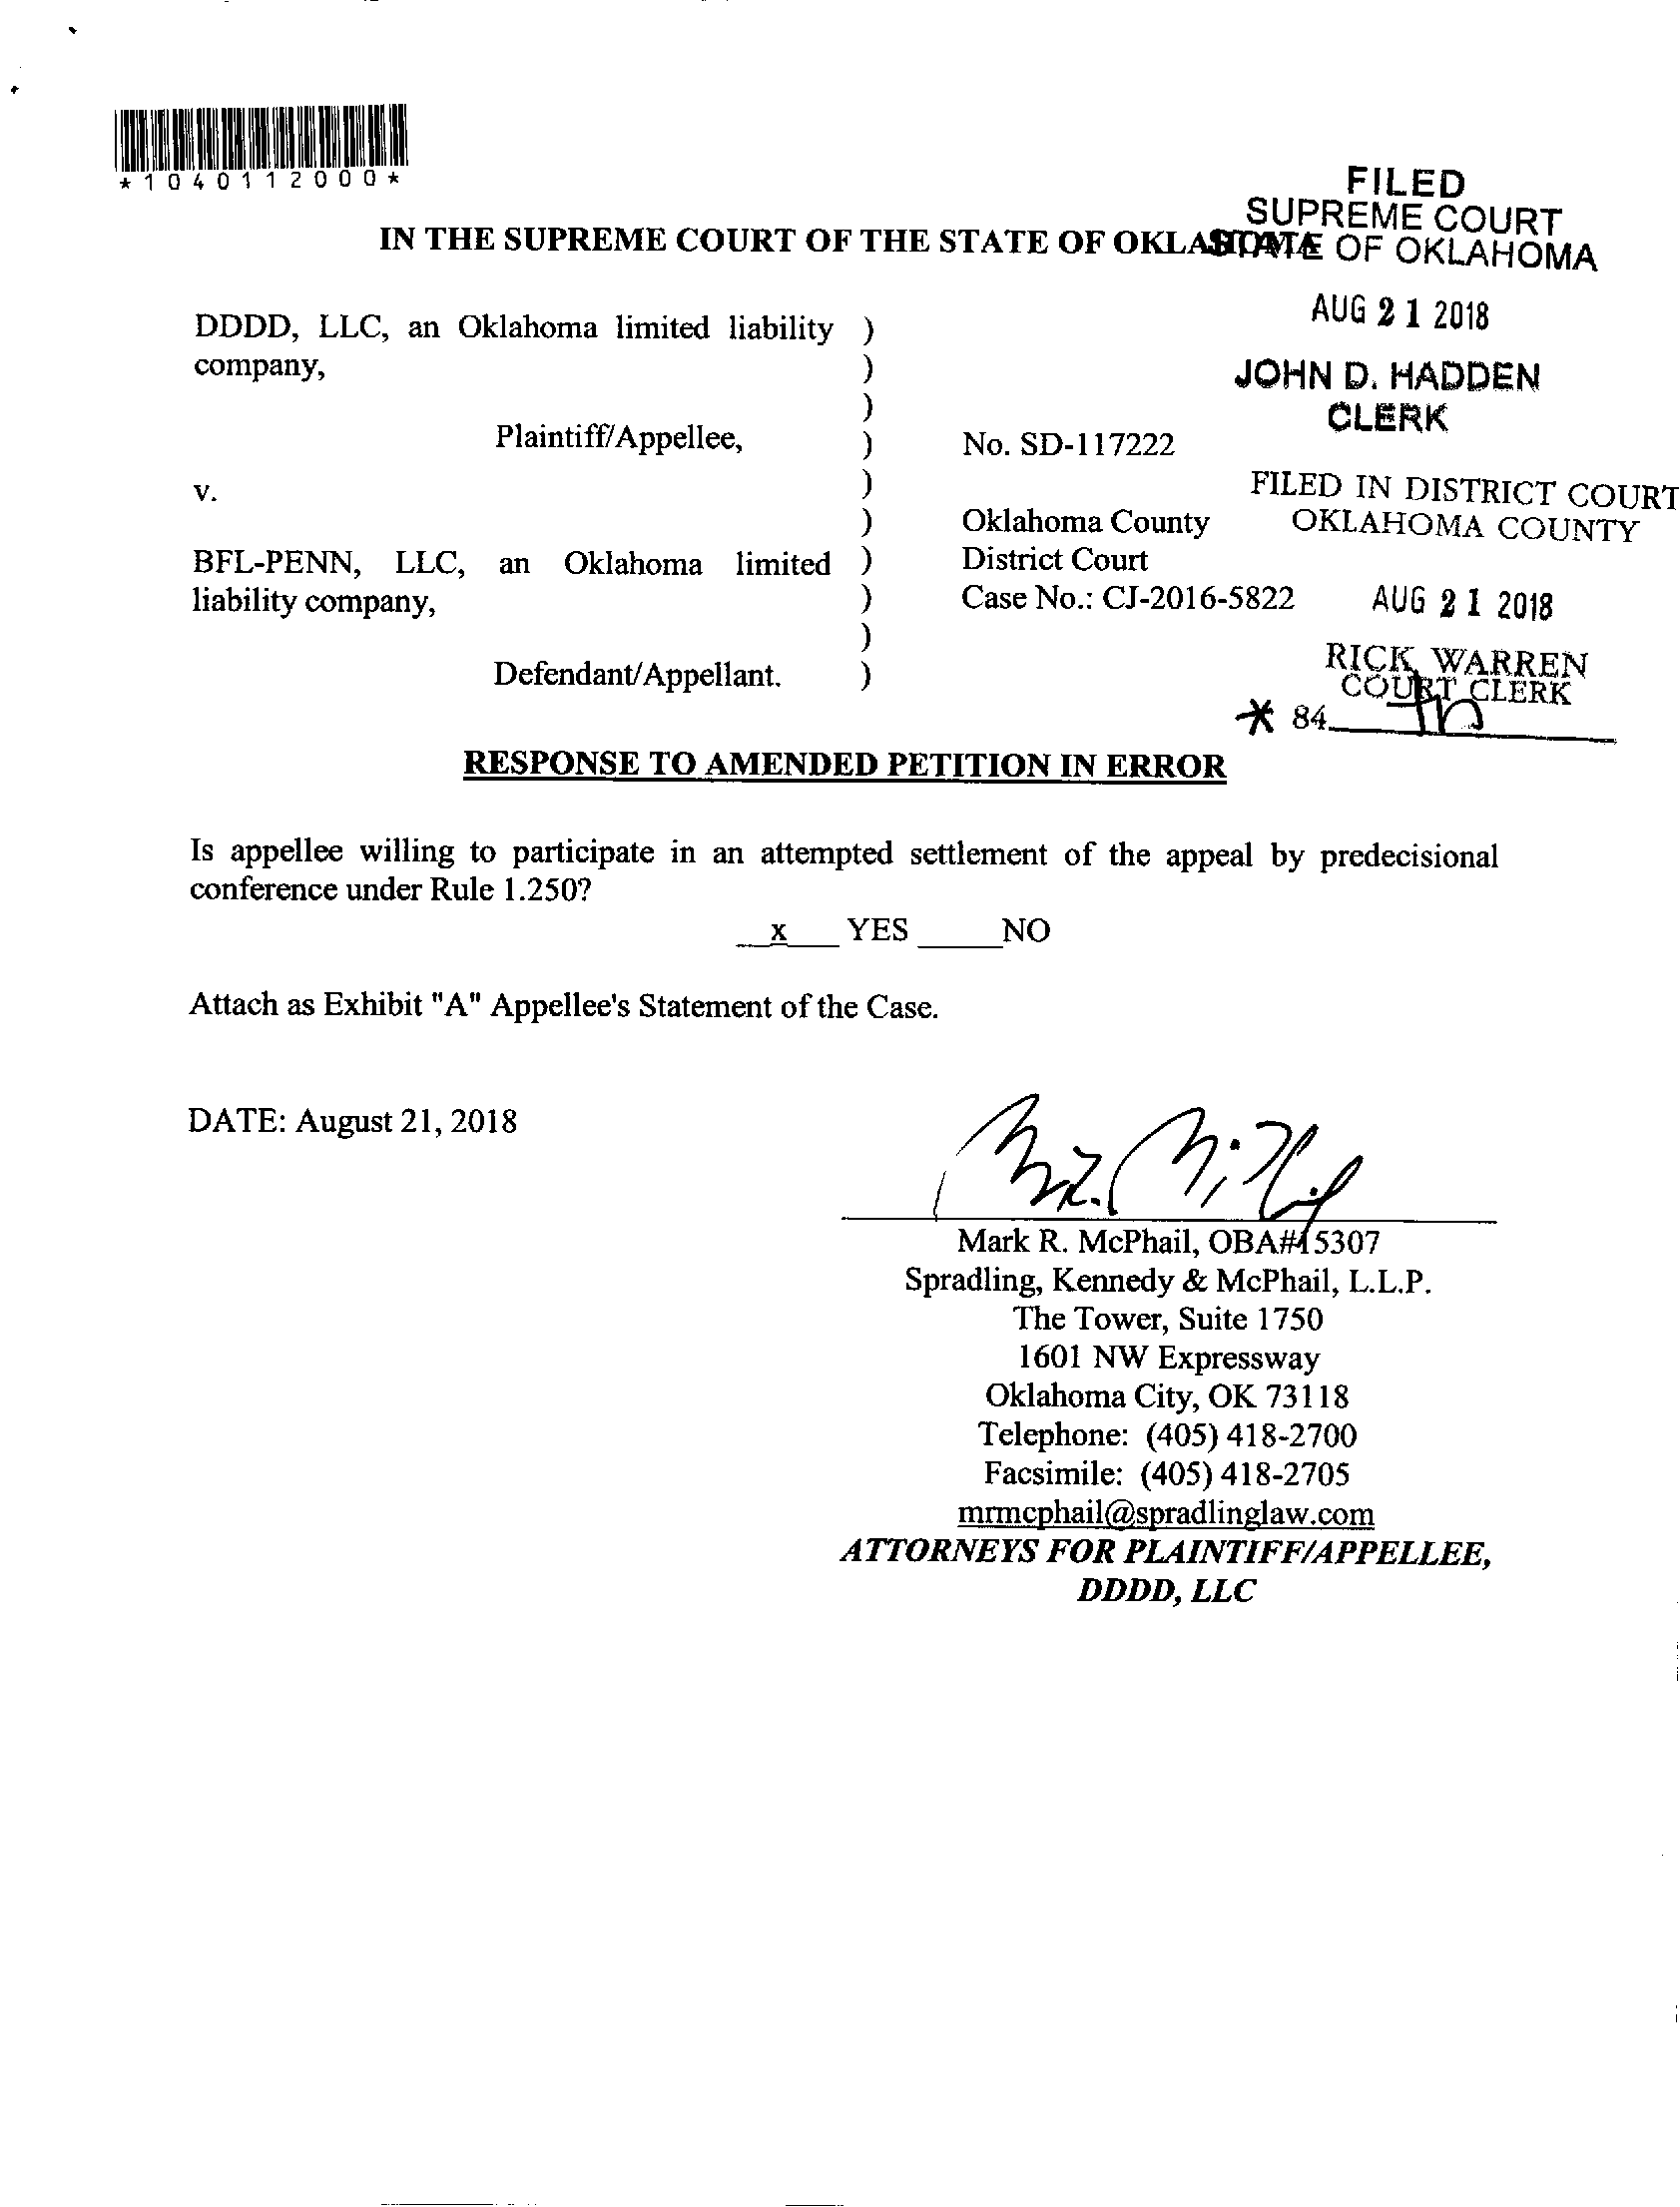 *1040112000*
FILED
SUPREME COURT
STATE OF OKLAHOMA
IN THE SUPREME COURT OF THE STATE OF OKLAHOMA
AUG 21 2018
JOHN D. HADDEN
CLERK
DDDD, LLC, an Oklahoma limited liability )
company, )
)
Plaintiff/Appellee, ) No. SD-117222
v. )
) Oklahoma County
BFL-PENN, LLC, an Oklahoma limited ) District Court
liability company, ) Case No.: CJ-2016-5822
)
Defendant/Appellant. )
FILED IN DISTRICT COURT
OKLAHOMA COUNTY
AUG 21 2018
RICK WARREN
COURT CLERK
* 84
RESPONSE TO AMENDED PETITION IN ERROR
Is appellee willing to participate in an attempted settlement of the appeal by predecisional
conference under Rule 1.250?
__x___ YES _____NO
Attach as Exhibit "A" Appellee's Statement of the Case.
DATE: August 21, 2018
Mark R. McPhail, OBA#15307
Spradling, Kennedy & McPhail, L.L.P.
The Tower, Suite 1750
1601 NW Expressway
Oklahoma City, OK 73118
Telephone: (405) 418-2700
Facsimile: (405) 418-2705
mrmcphail@spradlinglaw.com
ATTORNEYS FOR PLAINTIFF/APPELLEE,
DDDD, LLC